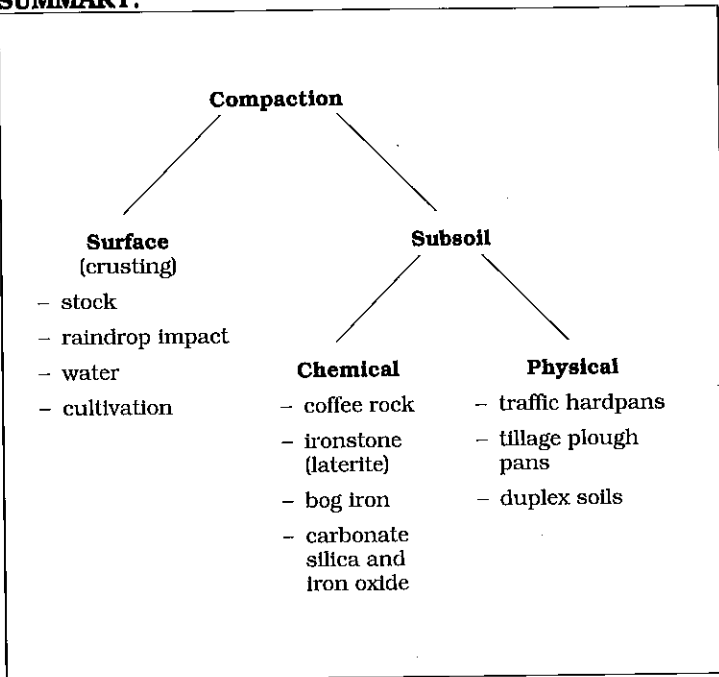 SUMMARY:
Compaction
Surface
(crusting)
– stock
– raindrop impact
– water
– cultivation
Subsoil
Chemical
– coffee rock
– ironstone
(laterite)
– bog iron
– carbonate
silica and
iron oxide
Physical
– traffic hardpans
– tillage plough
pans
– duplex soils